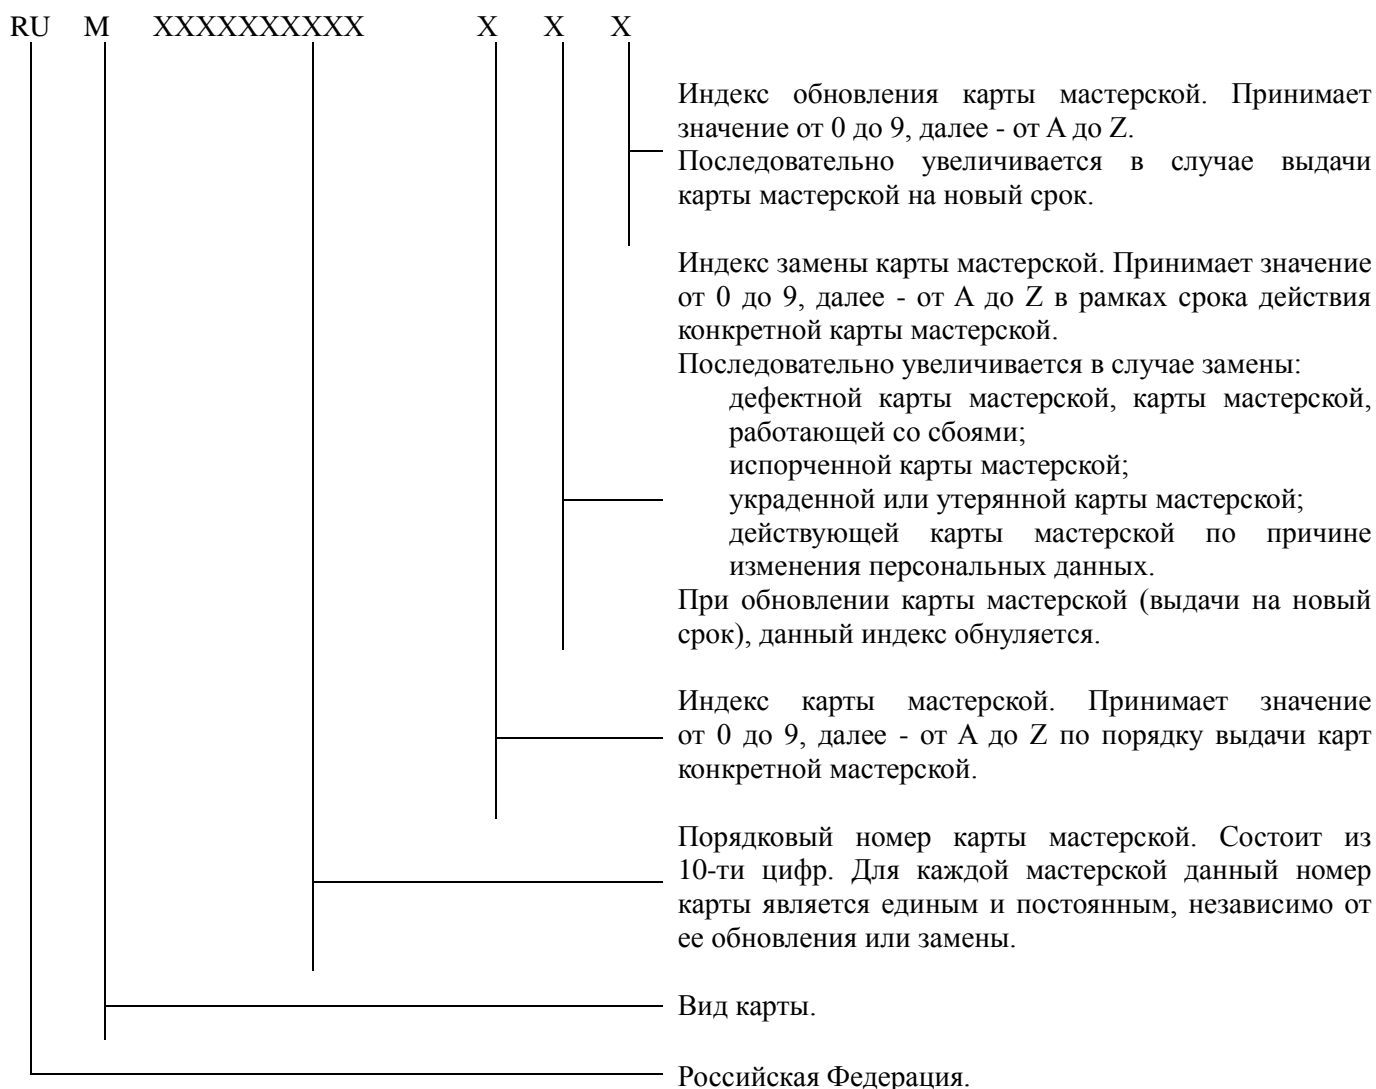 RU M XXXXXXXXXX X X X
Индекс обновления карты мастерской. Принимает
значение от 0 до 9, далее - от A до Z.
Последовательно увеличивается в случае выдачи
карты мастерской на новый срок.
Индекс замены карты мастерской. Принимает значение
от 0 до 9, далее - от A до Z в рамках срока действия
конкретной карты мастерской.
Последовательно увеличивается в случае замены:
дефектной карты мастерской, карты мастерской,
работающей со сбоями;
испорченной карты мастерской;
украденной или утерянной карты мастерской;
действующей карты мастерской по причине
изменения персональных данных.
При обновлении карты мастерской (выдачи на новый
срок), данный индекс обнуляется.
Индекс карты мастерской. Принимает значение
от 0 до 9, далее - от A до Z по порядку выдачи карт
конкретной мастерской.
Порядковый номер карты мастерской. Состоит из
10-ти цифр. Для каждой мастерской данный номер
карты является единым и постоянным, независимо от
ее обновления или замены.
Вид карты.
Российская Федерация.